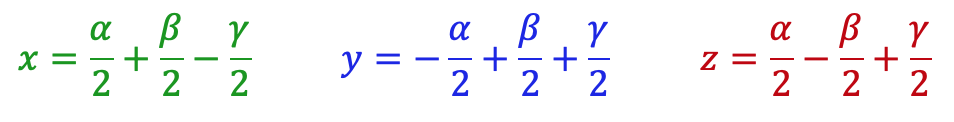 x = α/2 + β/2 − γ/2 y = − α/2 + β/2 + γ/2 z = α/2 − β/2 + γ/2